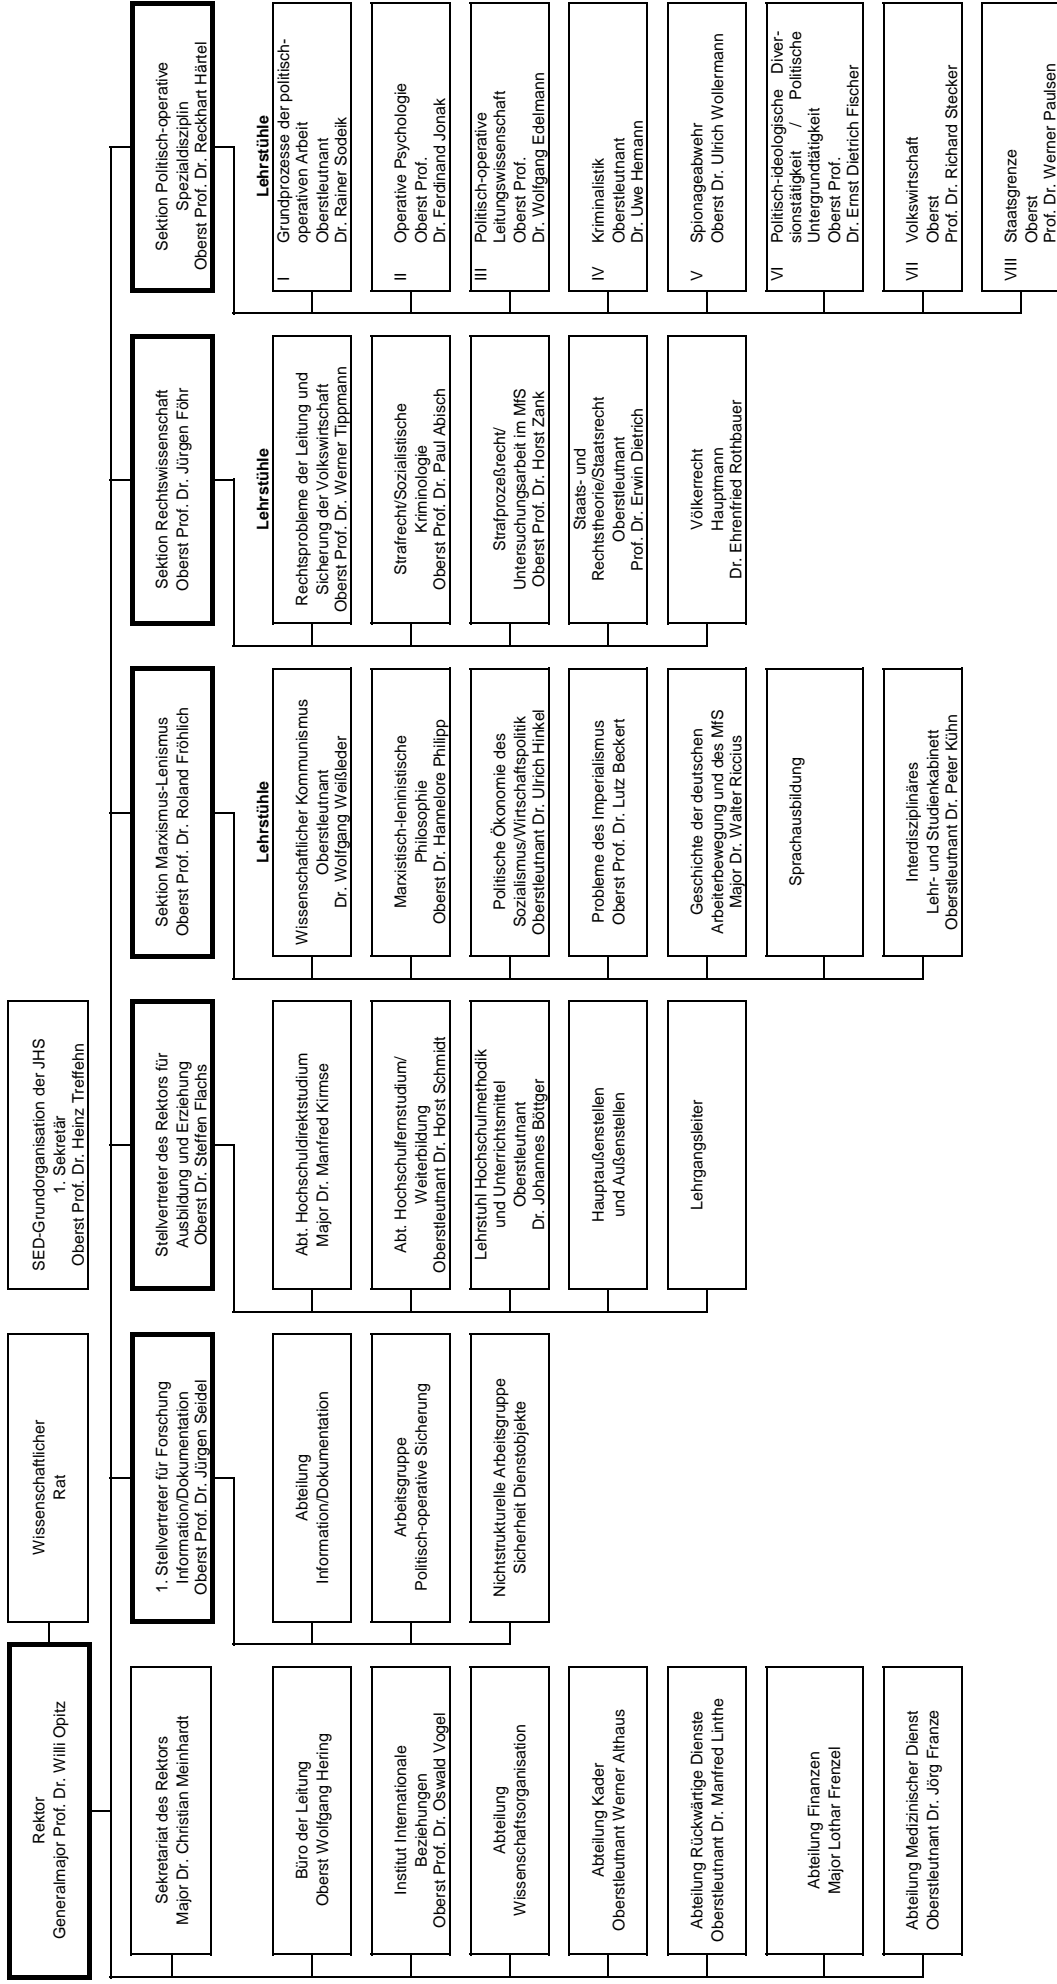 Rektor
Generalmajor Prof. Dr. Willi Opitz
Wissenschaftlicher
Rat
SED-Grundorganisation der JHS
1. Sekretär
Oberst Prof. Dr. Heinz Treffehn
Sekretariat des Rektors
Major Dr. Christian Meinhardt
Büro der Leitung
Oberst Wolfgang Hering
Institut Internationale
Beziehungen
Oberst Prof. Dr. Oswald Vogel
Abteilung
Wissenschaftsorganisation
Abteilung Kader
Oberstleutnant Werner Althaus
Abteilung Rückwärtige Dienste
Oberstleutnant Dr. Manfred Linthe
Abteilung Finanzen
Major Lothar Frenzel
Abteilung Medizinischer Dienst
Oberstleutnant Dr. Jörg Franze
1. Stellvertreter für Forschung
Information/Dokumentation
Oberst Prof. Dr. Jürgen Seidel
Abteilung
Information/Dokumentation
Arbeitsgruppe
Politisch-operative Sicherung
Nichtstrukturelle Arbeitsgruppe
Sicherheit Dienstobjekte
Stellvertreter des Rektors für
Ausbildung und Erziehung
Oberst Dr. Steffen Flachs
Abt. Hochschuldirektstudium
Major Dr. Manfred Kirmse
Abt. Hochschulfernstudium/
Weiterbildung
Oberstleutnant Dr. Horst Schmidt
Lehrstuhl Hochschulmethodik
und Unterrichtsmittel
Oberstleutnant
Dr. Johannes Böttger
Hauptaußenstellen
und Außenstellen
Lehrgangsleiter
Sektion Marxismus-Lenismus
Oberst Prof. Dr. Roland Fröhlich
Lehrstühle
Wissenschaftlicher Kommunismus
Oberstleutnant
Dr. Wolfgang Weißleder
Marxistisch-leninistische
Philosophie
Oberst Dr. Hannelore Philipp
Politische Ökonomie des
Sozialismus/Wirtschaftspolitik
Oberstleutnant Dr. Ulrich Hinkel
Probleme des Imperialismus
Oberst Prof. Dr. Lutz Beckert
Geschichte der deutschen
Arbeiterbewegung und des MfS
Major Dr. Walter Riccius
Sprachausbildung
Interdisziplinäres
Lehr- und Studienkabinett
Oberstleutnant Dr. Peter Kühn
Sektion Rechtswissenschaft
Oberst Prof. Dr. Jürgen Föhr
Lehrstühle
Rechtsprobleme der Leitung und
Sicherung der Volkswirtschaft
Oberst Prof. Dr. Werner Tippmann
Strafrecht/Sozialistische
Kriminologie
Oberst Prof. Dr. Paul Abisch
Strafprozeßrecht/
Untersuchungsarbeit im MfS
Oberst Prof. Dr. Horst Zank
Staats- und
Rechtstheorie/Staatsrecht
Oberstleutnant
Prof. Dr. Erwin Dietrich
Völkerrecht
Hauptmann
Dr. Ehrenfried Rothbauer
Sektion Politisch-operative
Spezialdisziplin
Oberst Prof. Dr. Reckhart Härtel
Lehrstühle
I Grundprozesse der politisch-
operativen Arbeit
Oberstleutnant
Dr. Rainer Sodeik
II Operative Psychologie
Oberst Prof.
Dr. Ferdinand Jonak
III Politisch-operative
Leitungswissenschaft
Oberst Prof.
Dr. Wolfgang Edelmann
IV Kriminalistik
Oberstleutnant
Dr. Uwe Hemann
V Spionageabwehr
Oberst Dr. Ulrich Wollermann
VI Politisch-ideologische Diver-
sionstätigkeit / Politische
Untergrundtätigkeit
Oberst Prof.
Dr. Ernst Dietrich Fischer
VII Volkswirtschaft
Oberst
Prof. Dr. Richard Stecker
VIII Staatsgrenze
Oberst
Prof. Dr. Werner Paulsen